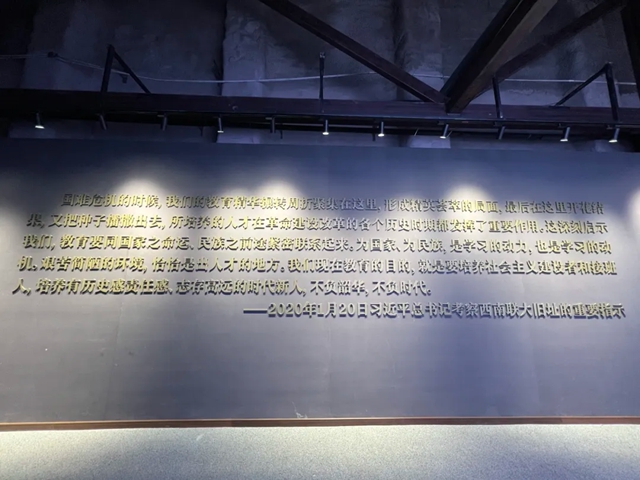 国难危机的时候，我们的教育精华辗转周折聚集在这里，形成精英荟萃的局面，最后在这里开花结
果，又把种子播撒出去，所培养的人才在革命建设改革的各个历史时期都发挥了重要作用。这深刻启示
我们，教育要同国家之命运、民族之前途紧密联系起来。为国家、为民族，是学习的动力，也是学习的动
机。艰苦简陋的环境，恰恰是出人才的地方。我们现在教育的目的，就是要培养社会主义建设者和接班
人，培养有历史感责任感、志存高远的时代新人，不负韶华，不负时代。
——2020年1月20日习近平总书记考察西南联大旧址的重要指示